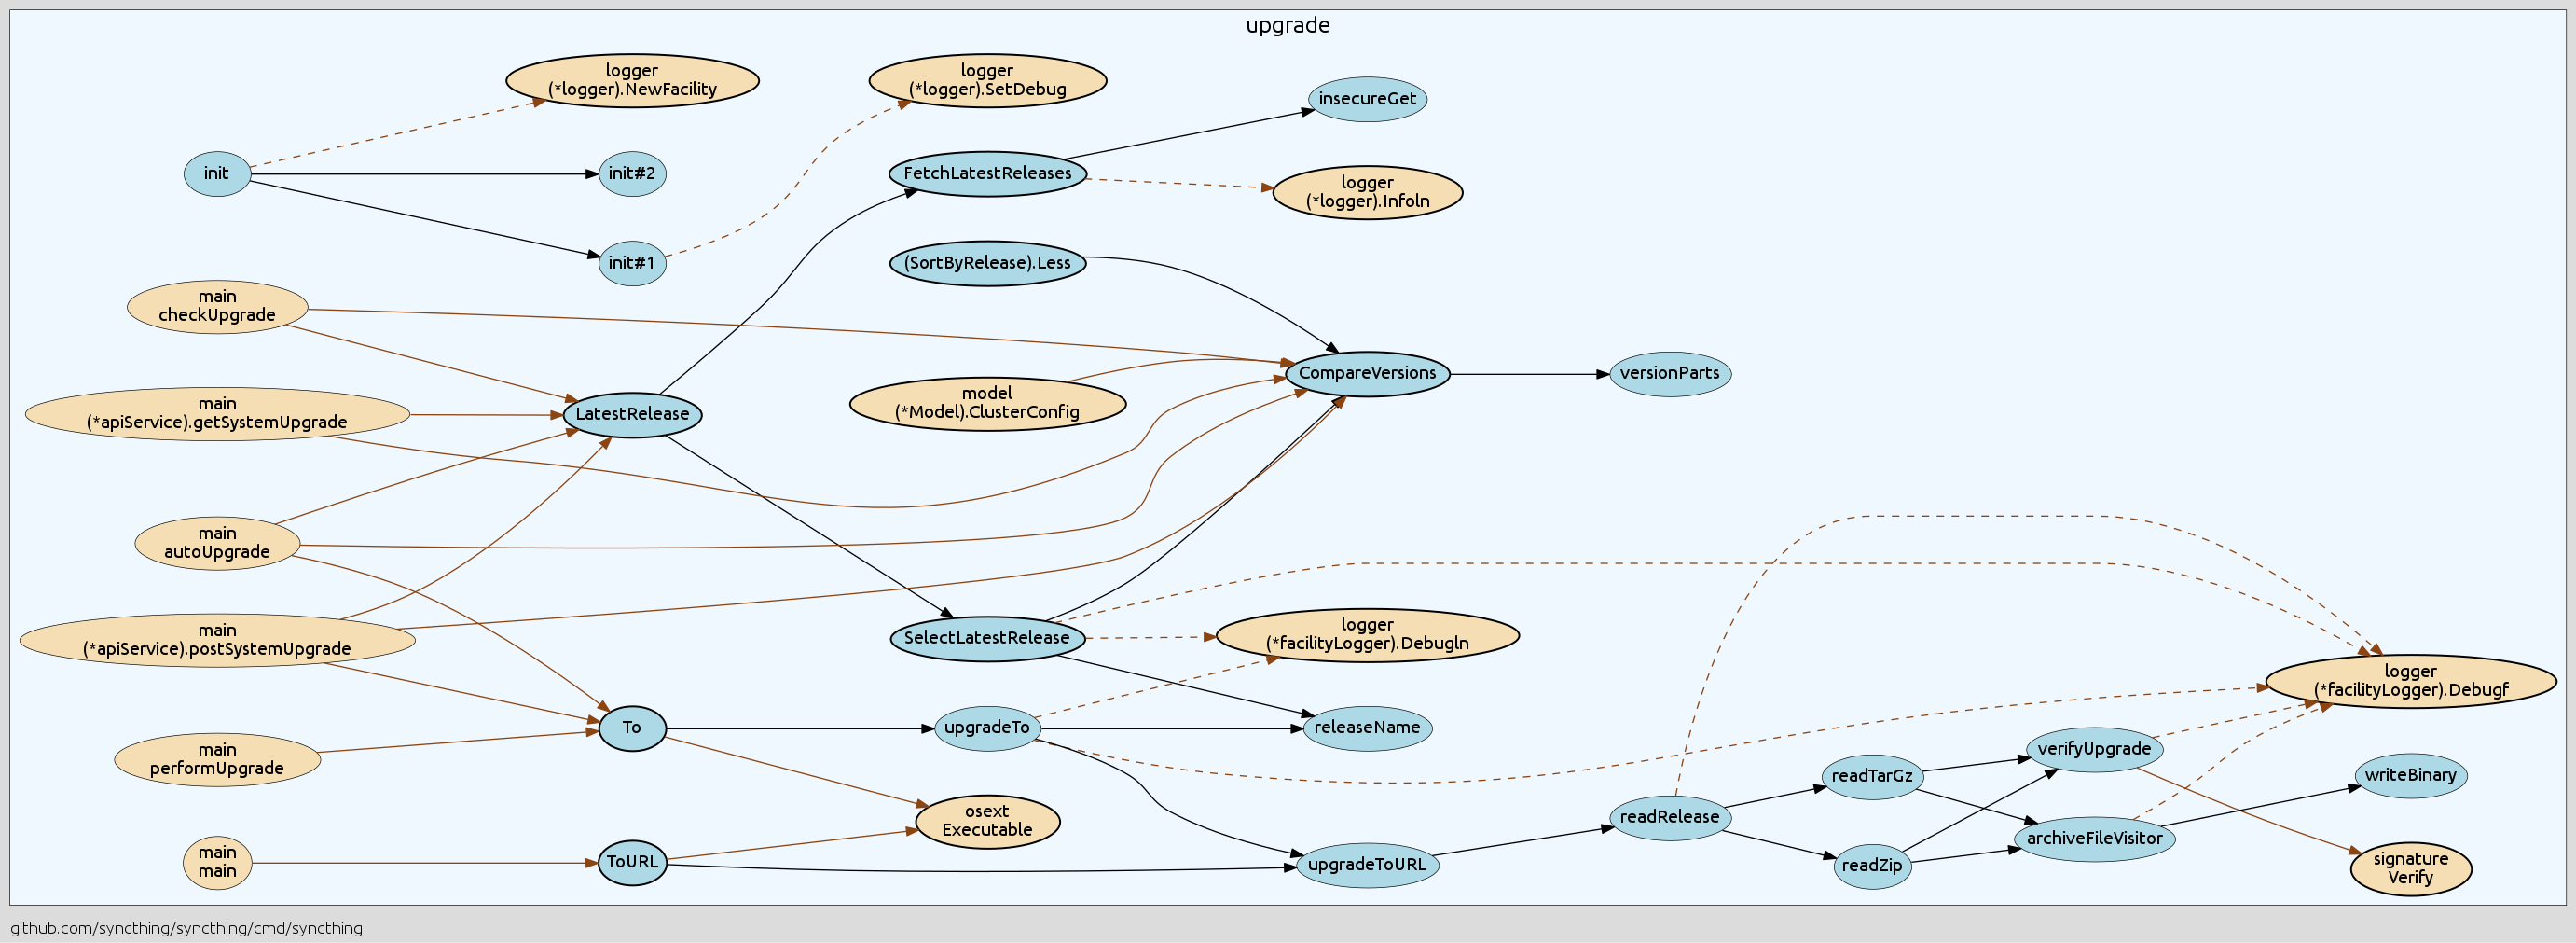 upgrade
logger
(*logger).NewFacility
logger
(*logger).SetDebug
insecureGet
init
init#2
FetchLatestReleases
logger
(*logger).Infoln
init#1
(SortByRelease).Less
main
checkUpgrade
CompareVersions
versionParts
model
(*Model).ClusterConfig
main
(*apiService).getSystemUpgrade
LatestRelease
main
autoUpgrade
main
(*apiService).postSystemUpgrade
SelectLatestRelease
logger
(*facilityLogger).Debugln
logger
(*facilityLogger).Debugf
To
upgradeTo
releaseName
verifyUpgrade
main
performUpgrade
readTarGz
writeBinary
osext
Executable
readRelease
archiveFileVisitor
main
main
ToURL
upgradeToURL
readZip
signature
Verify
github.com/syncthing/syncthing/cmd/syncthing